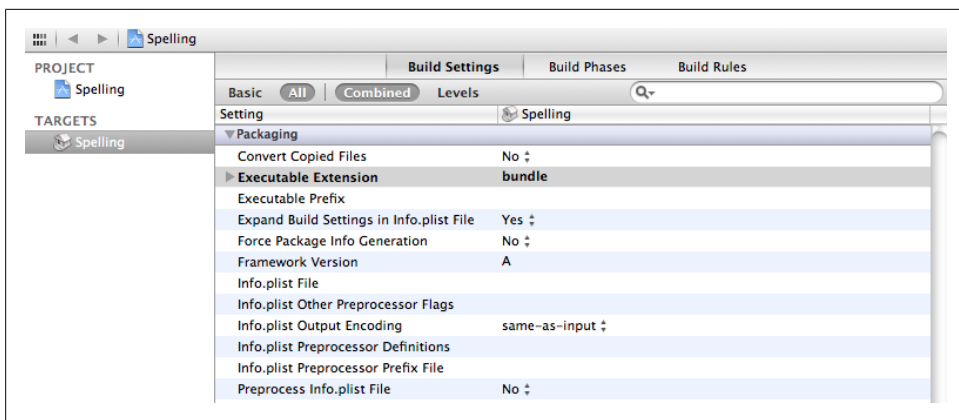 Spelling
PROJECT
Spelling
TARGETS
Spelling
Build Settings Build Phases Build Rules
Basic All Combined Levels
Setting Spelling
Packaging
Convert Copied Files No
Executable Extension bundle
Executable Prefix
Expand Build Settings in Info.plist File Yes
Force Package Info Generation No
Framework Version A
Info.plist File
Info.plist Other Preprocessor Flags
Info.plist Output Encoding same-as-input
Info.plist Preprocessor Definitions
Info.plist Preprocessor Prefix File
Preprocess Info.plist File No